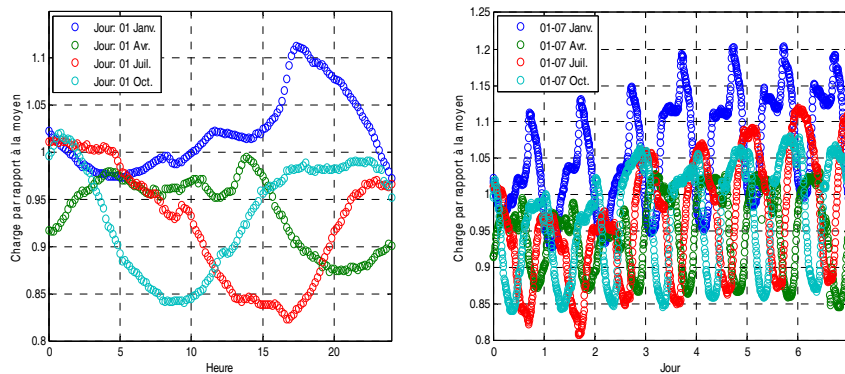 Jour: 01 Janv.
Jour: 01 Avr.
Jour: 01 Juil.
Jour: 01 Oct.
1.15
1.1
1.05
1.0
0.95
0.9
0.85
0.8
0
5
10
15
20
Heure
Charge par rapport à la moyen
01-07 Janv.
01-07 Avr.
01-07 Juil.
01-07 Oct.
1.25
1.2
1.15
1.1
1.05
1.0
0.95
0.9
0.85
0.8
0
1
2
3
4
5
6
Jour
Charge par rapport à la moyen